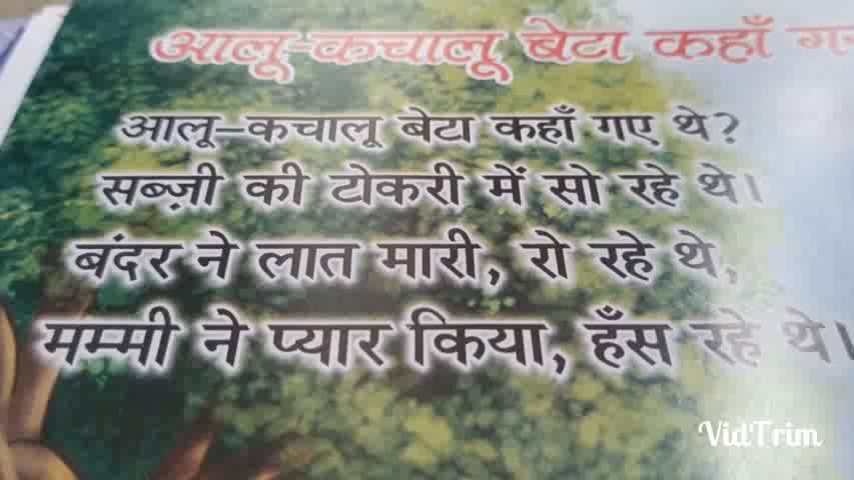 आलू-कचालू बेटा कहाँ
आलू–कचालू बेटा कहाँ गए थे?
सब्ज़ी की टोकरी में सो रहे थे।
बंदर ने लात मारी, रो रहे थे,
मम्मी ने प्यार किया, हँस रहे थे।
VidTrim